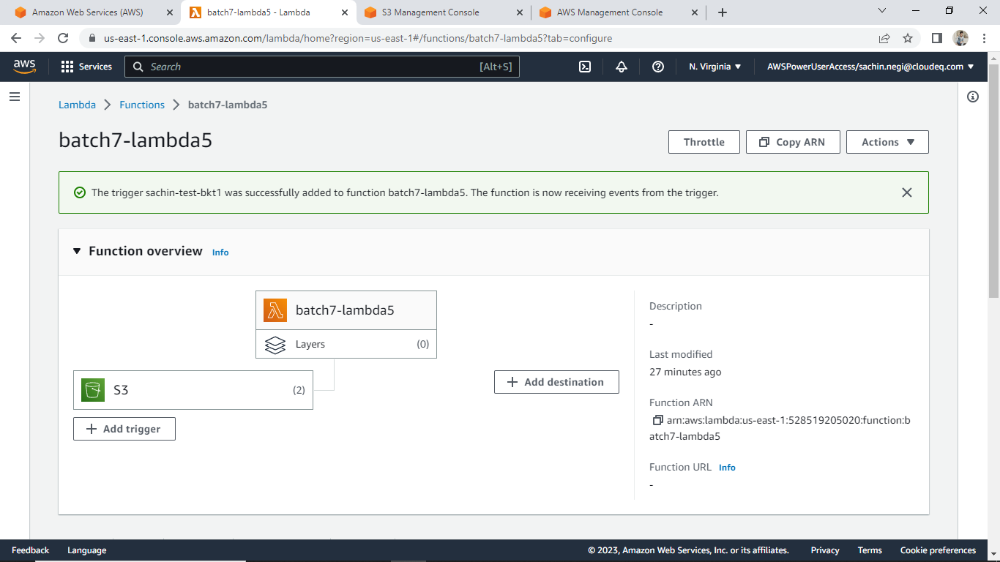 Amazon Web Services (AWS)
batch7-lambda5 - Lambda
S3 Management Console
AWS Management Console
us-east-1.console.aws.amazon.com/lambda/home?region=us-east-1#/functions/batch7-lambda5?tab=configure
aws
Services
Search
[Alt+S]
N. Virginia
AWSPowerUserAccess/sachin.negi@cloudeq.com
Lambda
Functions
batch7-lambda5
batch7-lambda5
Throttle
Copy ARN
Actions
The trigger sachin-test-bkt1 was successfully added to function batch7-lambda5. The function is now receiving events from the trigger.
Function overview
Info
batch7-lambda5
Layers
(0)
S3
(2)
Add trigger
Add destination
Description
-
Last modified
27 minutes ago
Function ARN
arn:aws:lambda:us-east-1:528519205020:function:b
atch7-lambda5
Function URL
Info
-
Feedback
Language
© 2023, Amazon Web Services, Inc. or its affiliates.
Privacy
Terms
Cookie preferences